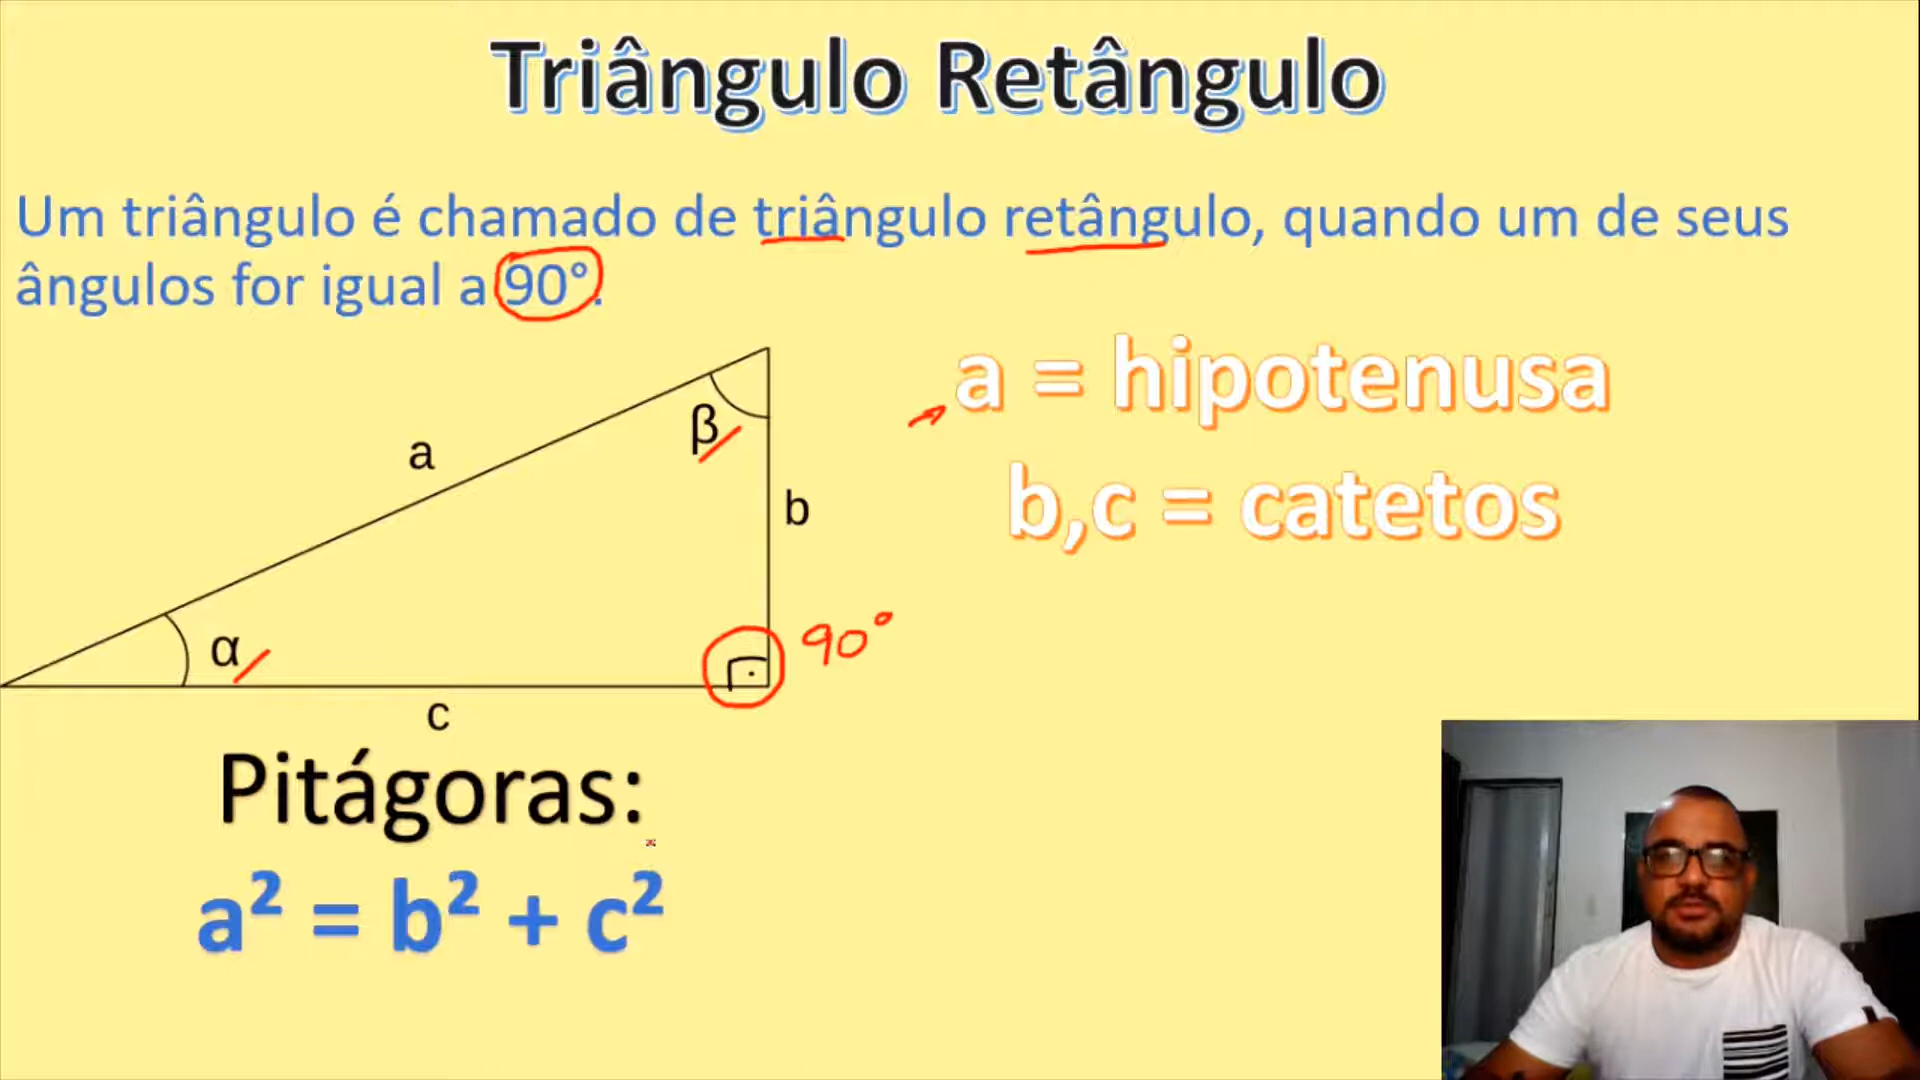 Triângulo Retângulo
Um triângulo é chamado de triângulo retângulo, quando um de seus
ângulos for igual a 90°.
a = hipotenusa
b,c = catetos
a
β
b
α
90°
c
Pitágoras:
a² = b² + c²